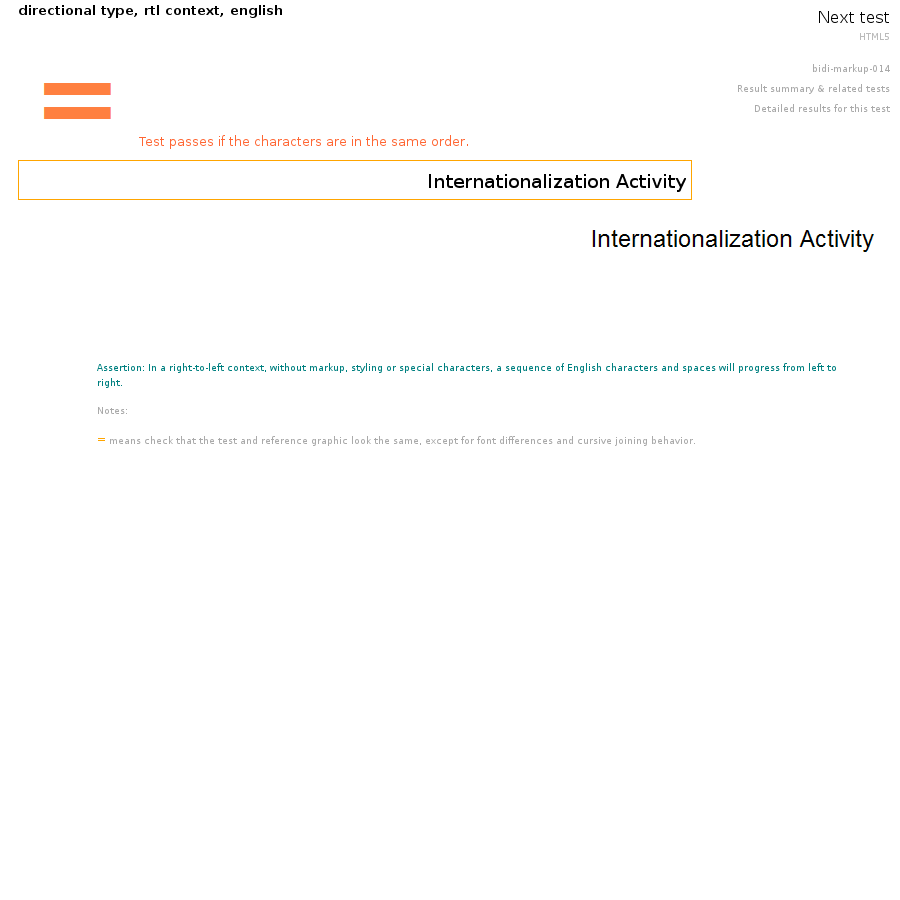 directional type, rtl context, english
Next test
HTML5
bidi-markup-014
Result summary & related tests
Detailed results for this test
Test passes if the characters are in the same order.
Internationalization Activity
Internationalization Activity
Assertion: In a right-to-left context, without markup, styling or special characters, a sequence of English characters and spaces will progress from left to
right.
Notes:
= means check that the test and reference graphic look the same, except for font differences and cursive joining behavior.